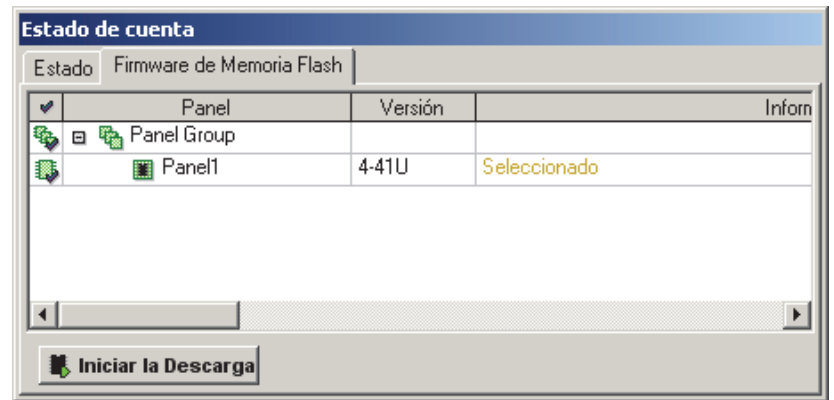 Estado de cuenta
Estado Firmware de Memoria Flash
Panel Versión Inform
Panel Group
Panel1 4-41U Seleccionado
Iniciar la Descarga